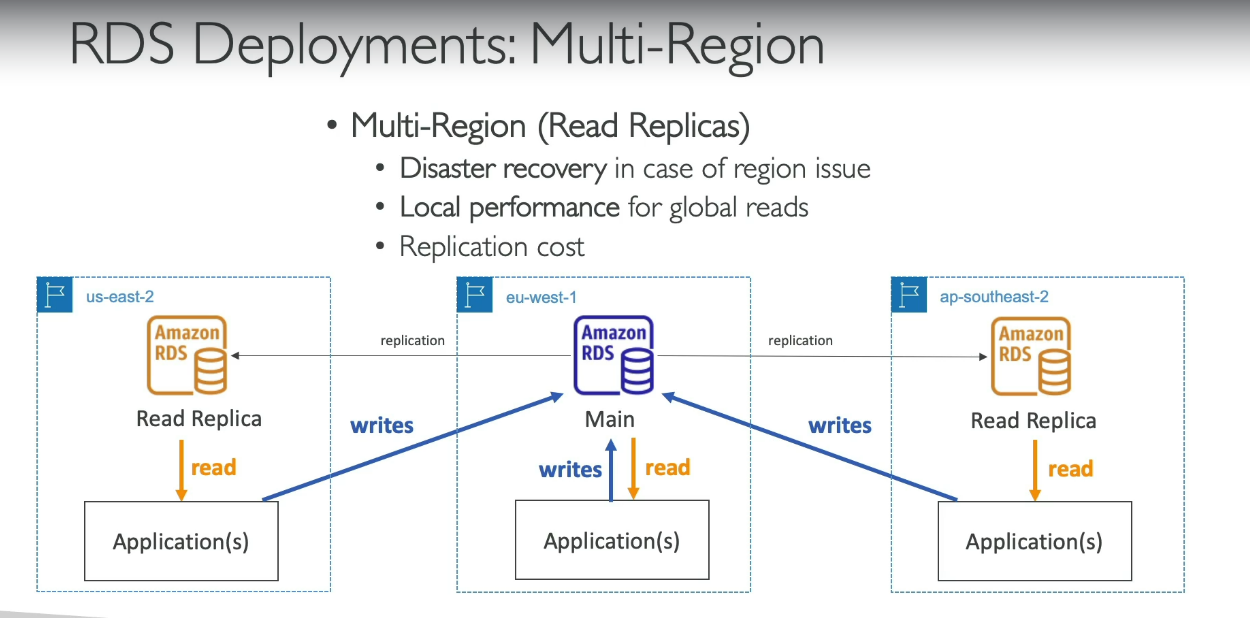 RDS Deployments: Multi-Region
• Multi-Region (Read Replicas)
• Disaster recovery in case of region issue
• Local performance for global reads
• Replication cost
us-east-2
Amazon
RDS
Read Replica
read
Application(s)
replication
writes
eu-west-1
Amazon
RDS
Main
writes
read
Application(s)
replication
writes
ap-southeast-2
Amazon
RDS
Read Replica
read
Application(s)